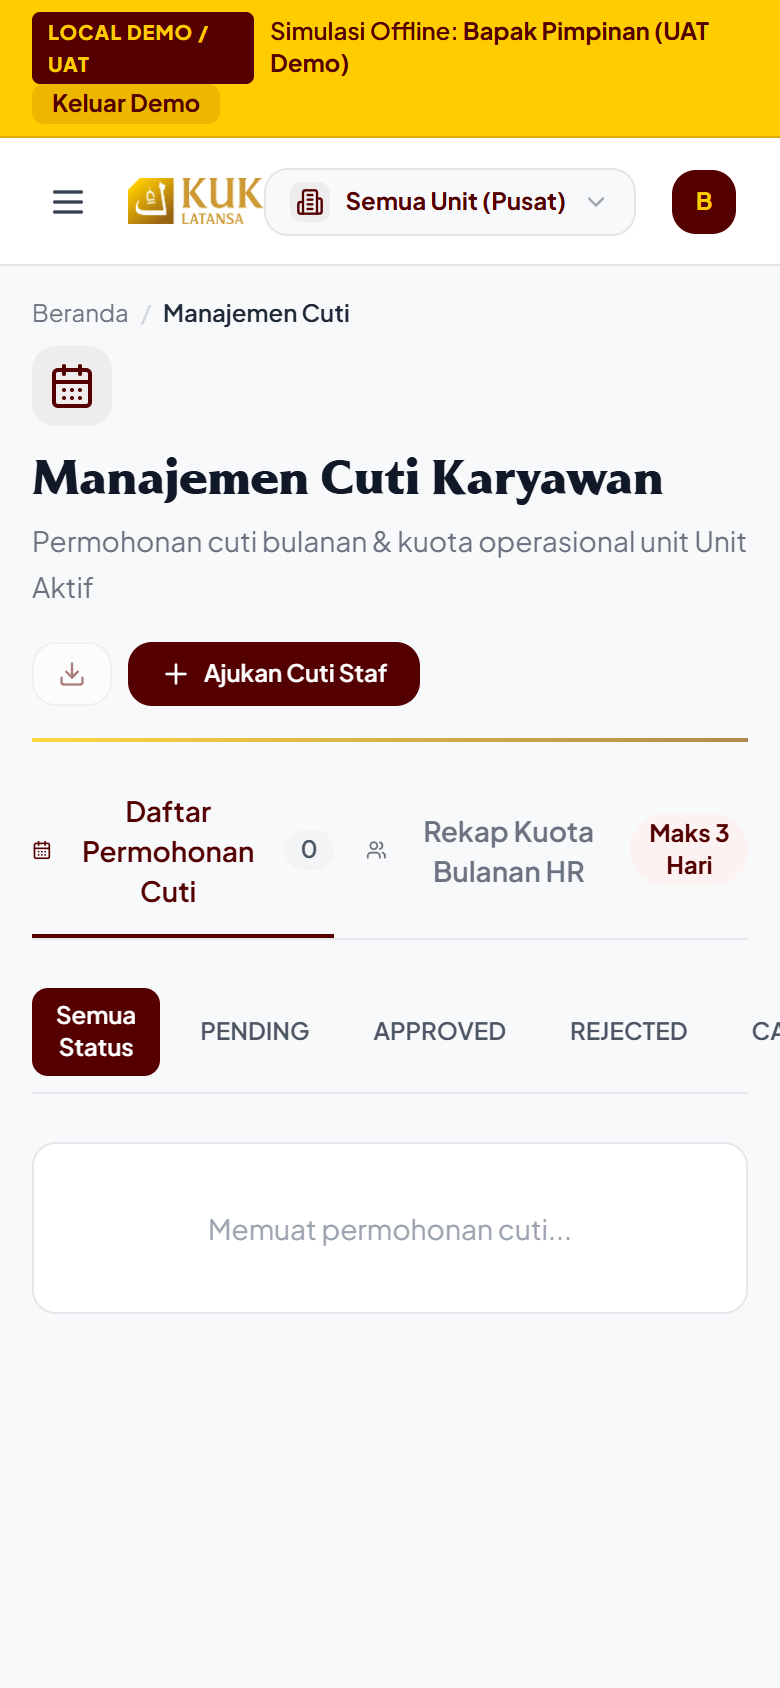 LOCAL DEMO /
UAT
Simulasi Offline: Bapak Pimpinan (UAT
Demo)
Keluar Demo
KUK
LATANSA
Semua Unit (Pusat)
B
Beranda / Manajemen Cuti
Manajemen Cuti Karyawan
Permohonan cuti bulanan & kuota operasional unit Unit
Aktif
Ajukan Cuti Staf
Daftar
Permohonan
Cuti
0
Rekap Kuota
Bulanan HR
Maks 3
Hari
Semua
Status
PENDING
APPROVED
REJECTED
CA
Memuat permohonan cuti...